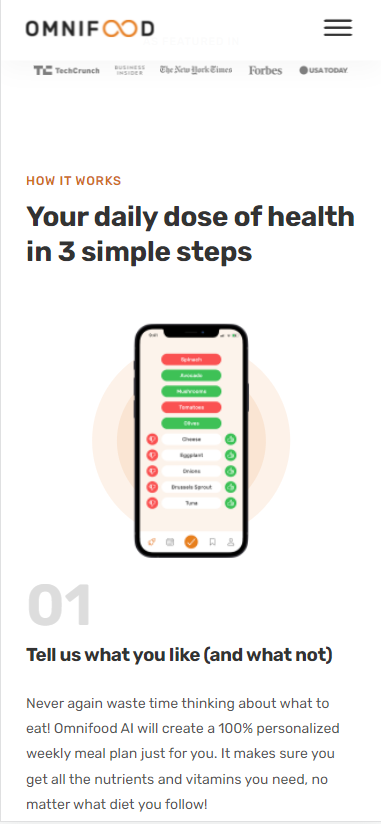 OMNIFOOD
TechCrunch
BUSINESS
INSIDER
The New York Times
Forbes
USA TODAY
HOW IT WORKS
Your daily dose of health
in 3 simple steps
Spinach
Avocado
Mushrooms
Tomatoes
Olives
Cheese
Eggplant
Onions
Brussels Sprout
Tuna
01
Tell us what you like (and what not)
Never again waste time thinking about what to
eat! Omnifood AI will create a 100% personalized
weekly meal plan just for you. It makes sure you
get all the nutrients and vitamins you need, no
matter what diet you follow!